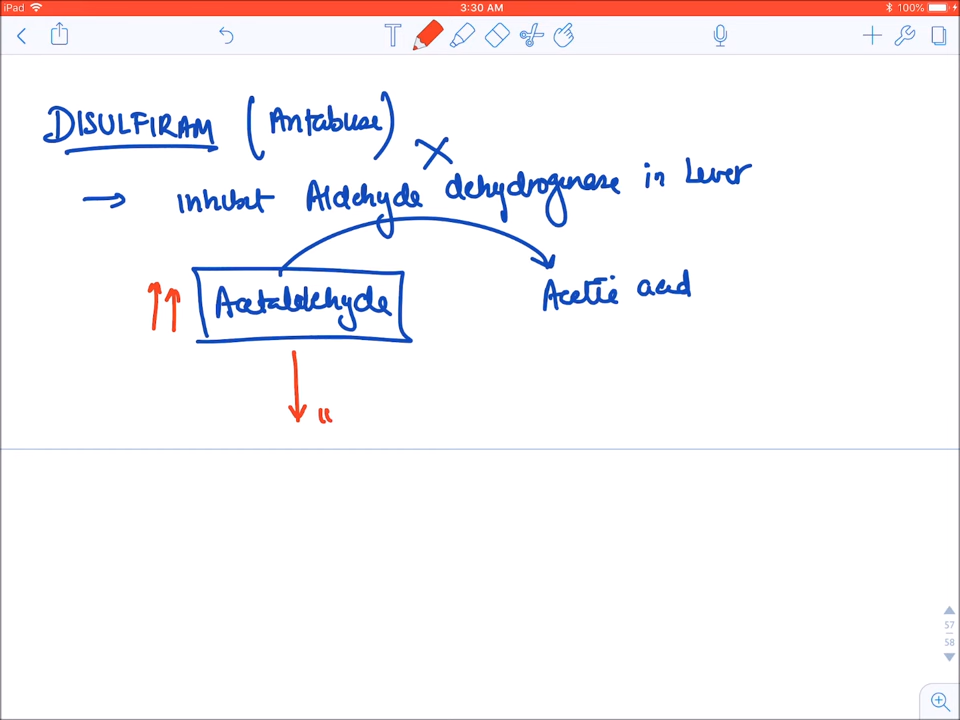 iPad 3:30 AM 100%
T
DISULFIRAM (Antabuse)
→ Inhibit Aldehyde dehydrogenase in Liver
↑↑ Acetaldehyde Acetic acid
↓ "
57
58